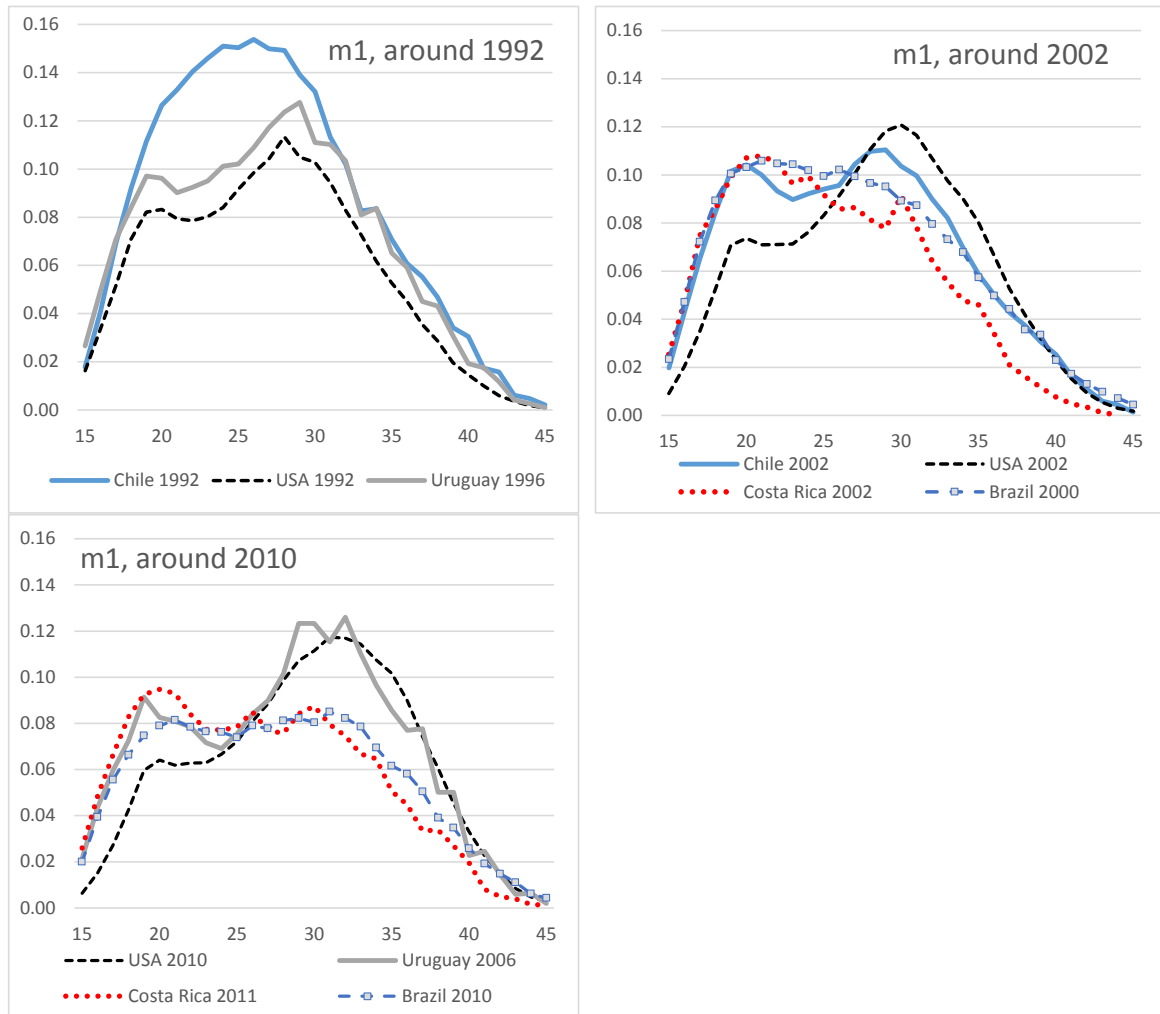 m1, around 1992
0.16
0.14
0.12
0.10
0.08
0.06
0.04
0.02
0.00
15 20 25 30 35 40 45
Chile 1992 USA 1992 Uruguay 1996
m1, around 2002
0.16
0.14
0.12
0.10
0.08
0.06
0.04
0.02
0.00
15 20 25 30 35 40 45
Chile 2002 USA 2002
Costa Rica 2002 Brazil 2000
m1, around 2010
0.16
0.14
0.12
0.10
0.08
0.06
0.04
0.02
0.00
15 20 25 30 35 40 45
USA 2010 Uruguay 2006
Costa Rica 2011 Brazil 2010